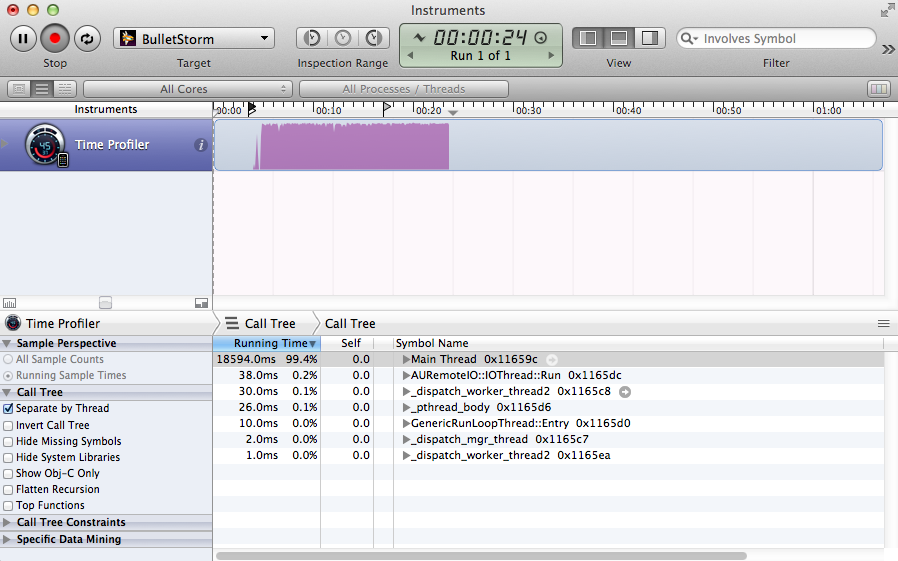 Instruments
BulletStorm
00:00:24
Run 1 of 1
Involves Symbol
Stop
Target
Inspection Range
View
Filter
All Cores
All Processes / Threads
Instruments
00:00 00:10 00:20 00:30 00:40 00:50 01:00
45
Time Profiler
Time Profiler
Call Tree
Call Tree
Sample Perspective
All Sample Counts
Running Sample Times
Call Tree
Separate by Thread
Invert Call Tree
Hide Missing Symbols
Hide System Libraries
Show Obj-C Only
Flatten Recursion
Top Functions
Call Tree Constraints
Specific Data Mining
Running Time Self Symbol Name
18594.0ms 99.4% 0.0 Main Thread 0x11659c
38.0ms 0.2% 0.0 AURemoteIO::IOThread::Run 0x1165dc
30.0ms 0.1% 0.0 _dispatch_worker_thread2 0x1165c8
26.0ms 0.1% 0.0 _pthread_body 0x1165d6
10.0ms 0.0% 0.0 GenericRunLoopThread::Entry 0x1165d0
2.0ms 0.0% 0.0 _dispatch_mgr_thread 0x1165c7
1.0ms 0.0% 0.0 _dispatch_worker_thread2 0x1165ea